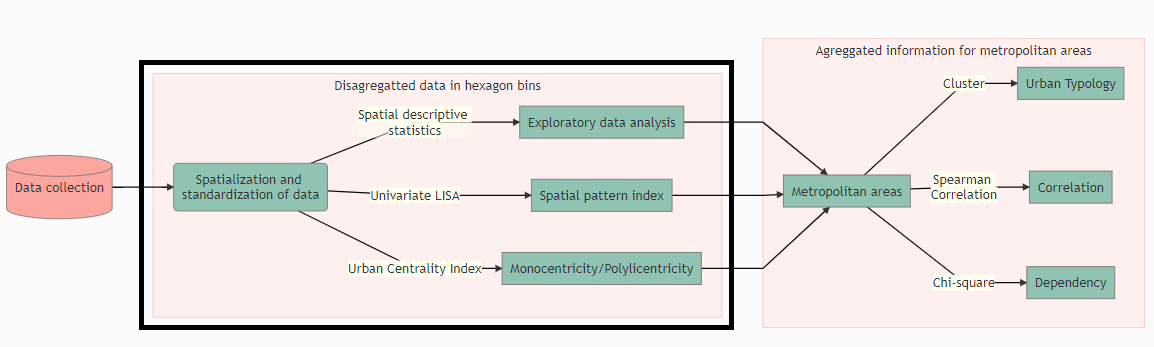 Agreggated information for metropolitan areas
Disagregatted data in hexagon bins
Cluster
Urban Typology
Spatial descriptive
statistics
Exploratory data analysis
Data collection
Spatialization and
standardization of data
Univariate LISA
Spatial pattern index
Metropolitan areas
Spearman
Correlation
Correlation
Urban Centrality Index
Monocentricity/Polylicentricity
Chi-square
Dependency